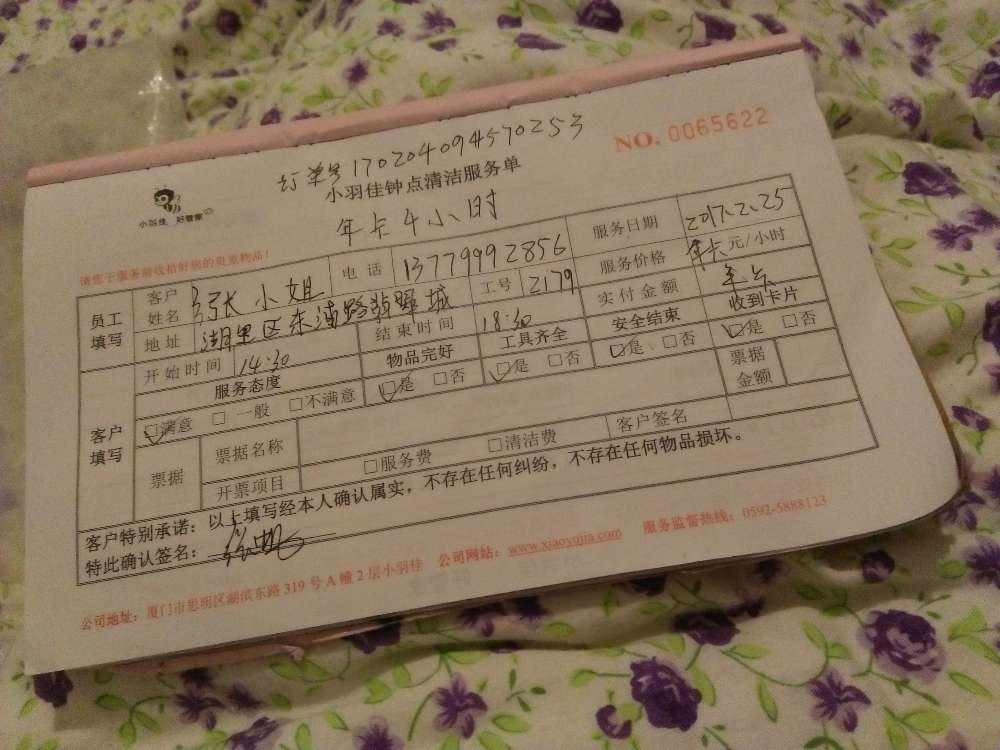 订单号170204094570253
NO. 0065622
小羽佳 好管家
小羽佳钟点清洁服务单
年卡4小时
请您于服务前收拾好您的贵重物品！
员工填写 客户姓名 张小姐 电话 13779992856 服务日期 2017.2.25
地址 湖里区东浦路翡翠城 工号 2179 服务价格 年卡元/小时
开始时间 14:30 结束时间 18:30 实付金额 年卡
客户填写 服务态度 物品完好 工具齐全 安全结束 收到卡片
☑满意 □一般 □不满意 ☑是 □否 ☑是 □否 ☑是 □否 ☑是 □否
票据 票据名称 票据金额
开票项目 □服务费 □清洁费 客户签名
客户特别承诺：以上填写经本人确认属实，不存在任何纠纷，不存在任何物品损坏。
特此确认签名：
公司地址：厦门市思明区湖滨东路319号A幢2层小羽佳 公司网站：www.xiaoyujia.com 服务监督热线：0592-5888123